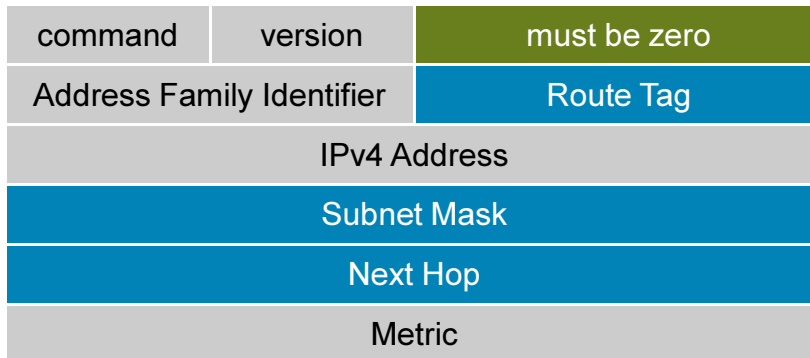 command version must be zero
Address Family Identifier Route Tag
IPv4 Address
Subnet Mask
Next Hop
Metric